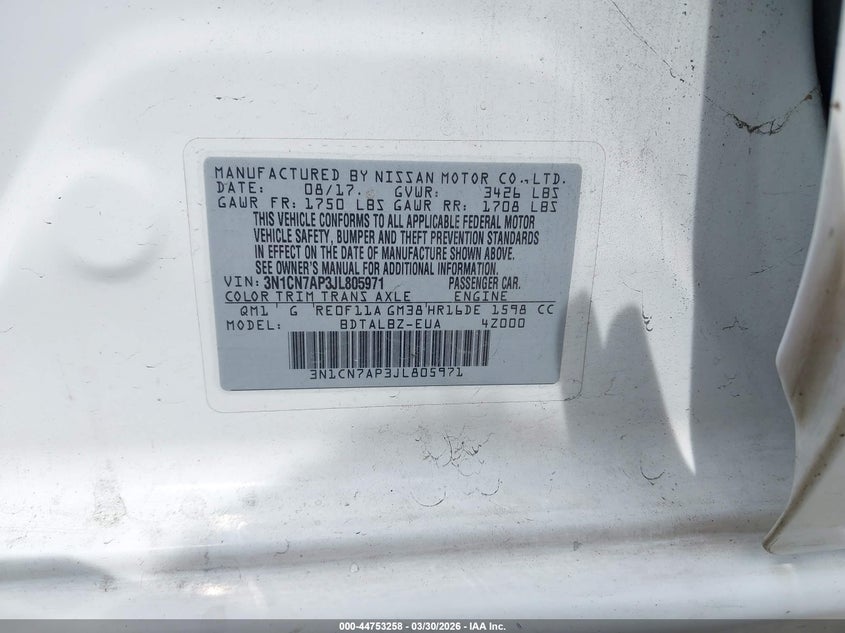 MANUFACTURED BY NISSAN MOTOR CO.,LTD.
DATE: 08/17. GVWR: 3426 LBS
GAWR FR: 1750 LBS GAWR RR: 1708 LBS
THIS VEHICLE CONFORMS TO ALL APPLICABLE FEDERAL MOTOR
VEHICLE SAFETY, BUMPER AND THEFT PREVENTION STANDARDS
IN EFFECT ON THE DATE OF MANUFACTURE SHOWN ABOVE.
SEE OWNER'S MANUAL FOR ADDITIONAL INFORMATION.
VIN: 3N1CN7AP3JL805971 PASSENGER CAR.
COLOR TRIM TRANS AXLE ENGINE
QM1 G RE0F11A GM38 HR16DE 1598 CC
MODEL: BDTALBZ-EUA 4Z000
3N1CN7AP3JL805971
000-44753258 - 03/30/2026 - IAA Inc.